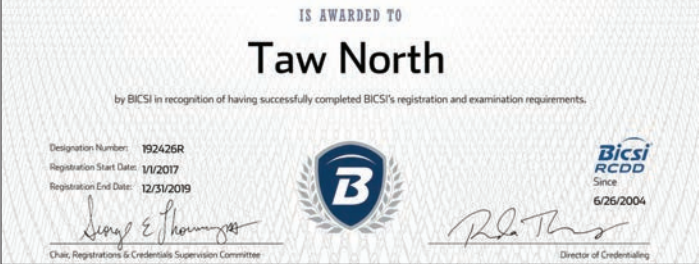 IS AWARDED TO
Taw North
by BICSI in recognition of having successfully completed BICSI's registration and examination requirements.
Designation Number: 192426R
Registration Start Date: 1/1/2017
Registration End Date: 12/31/2019
B
Bicsi
RCDD
Since
6/26/2004
Chair, Registrations & Credentials Supervision Committee
Director of Credentialing